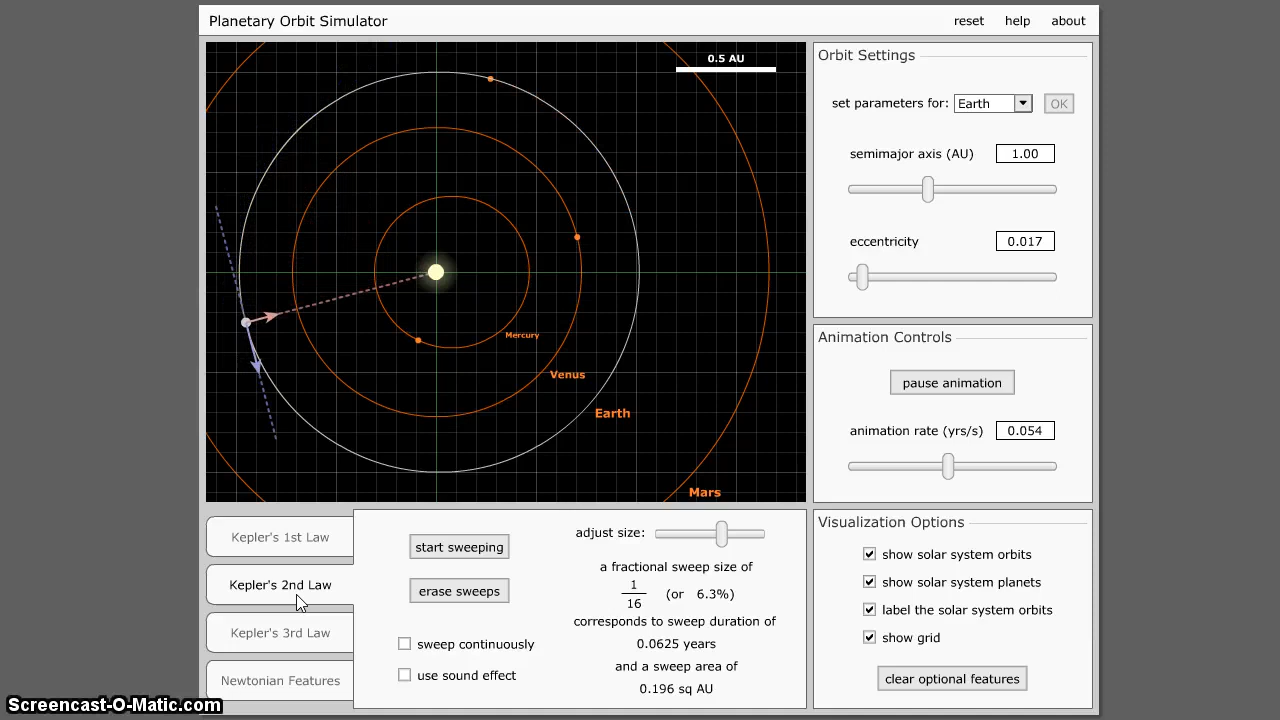 Planetary Orbit Simulator
reset help about
0.5 AU
Mercury
Venus
Earth
Mars
Orbit Settings
set parameters for: Earth OK
semimajor axis (AU) 1.00
eccentricity 0.017
Animation Controls
pause animation
animation rate (yrs/s) 0.054
Kepler's 1st Law
Kepler's 2nd Law
Kepler's 3rd Law
Newtonian Features
start sweeping
erase sweeps
sweep continuously
use sound effect
adjust size:
a fractional sweep size of
1
16
(or 6.3%)
corresponds to sweep duration of
0.0625 years
and a sweep area of
0.196 sq AU
Visualization Options
show solar system orbits
show solar system planets
label the solar system orbits
show grid
clear optional features
Screencast-O-Matic.com